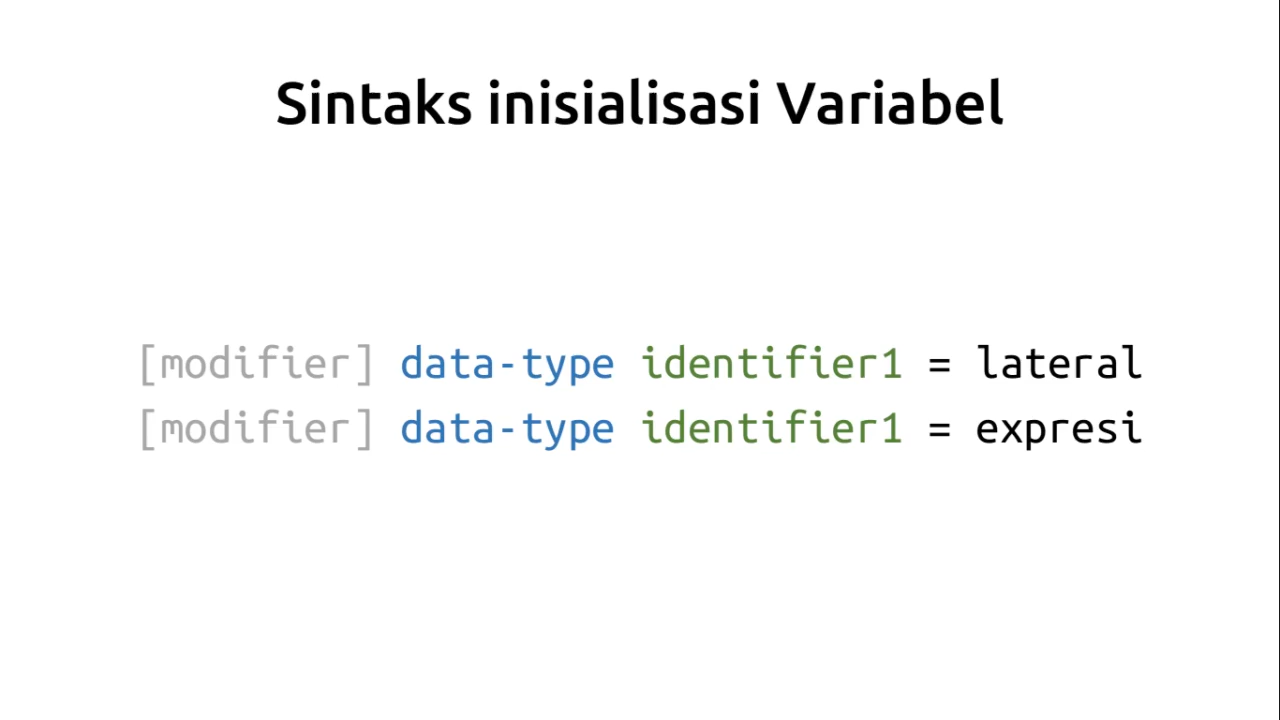 Sintaks inisialisasi Variabel
[modifier] data-type identifier1 = lateral
[modifier] data-type identifier1 = expresi